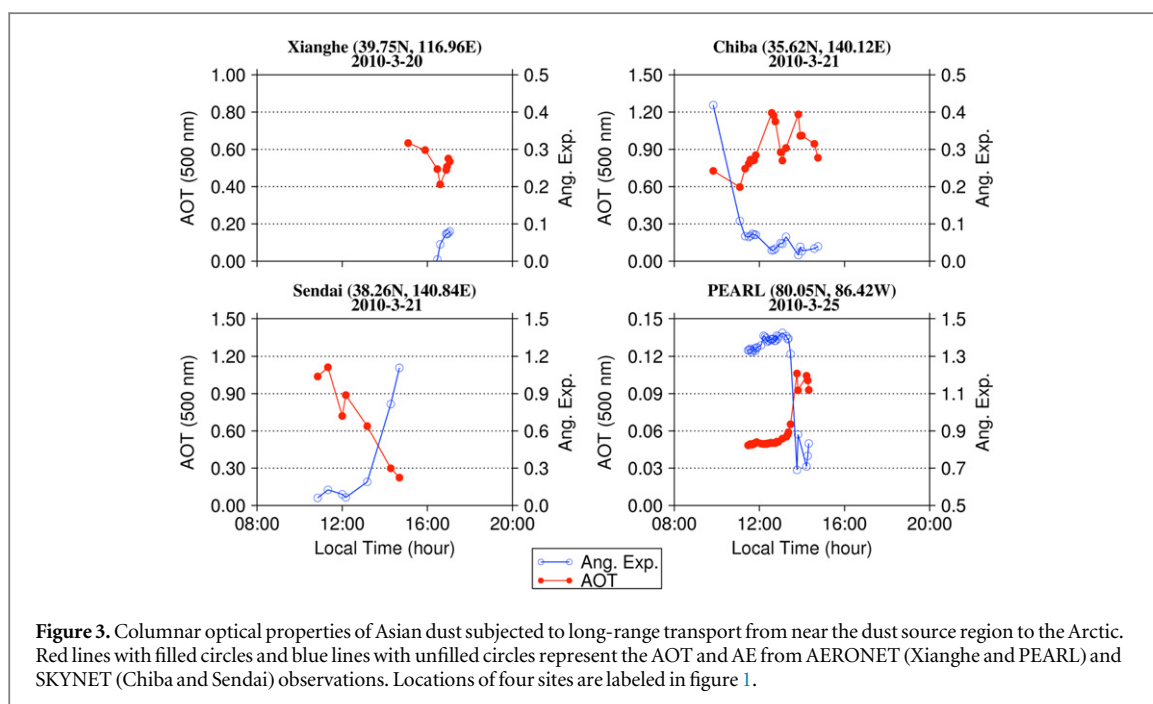 Xianghe (39.75N, 116.96E)
2010-3-20
1.00
0.80
0.60
0.40
0.20
0.00
AOT (500 nm)
0.5
0.4
0.3
0.2
0.1
0.0
Ang. Exp.
Chiba (35.62N, 140.12E)
2010-3-21
1.50
1.20
0.90
0.60
0.30
0.00
AOT (500 nm)
0.5
0.4
0.3
0.2
0.1
0.0
Ang. Exp.
Sendai (38.26N, 140.84E)
2010-3-21
1.50
1.20
0.90
0.60
0.30
0.00
AOT (500 nm)
1.5
1.2
0.9
0.6
0.3
0.0
Ang. Exp.
08:00 12:00 16:00 20:00
Local Time (hour)
PEARL (80.05N, 86.42W)
2010-3-25
0.15
0.12
0.09
0.06
0.03
0.00
AOT (500 nm)
1.5
1.3
1.1
0.9
0.7
0.5
Ang. Exp.
08:00 12:00 16:00 20:00
Local Time (hour)
Ang. Exp.
AOT
Figure 3. Columnar optical properties of Asian dust subjected to long-range transport from near the dust source region to the Arctic.
Red lines with filled circles and blue lines with unfilled circles represent the AOT and AE from AERONET (Xianghe and PEARL) and
SKYNET (Chiba and Sendai) observations. Locations of four sites are labeled in figure 1.